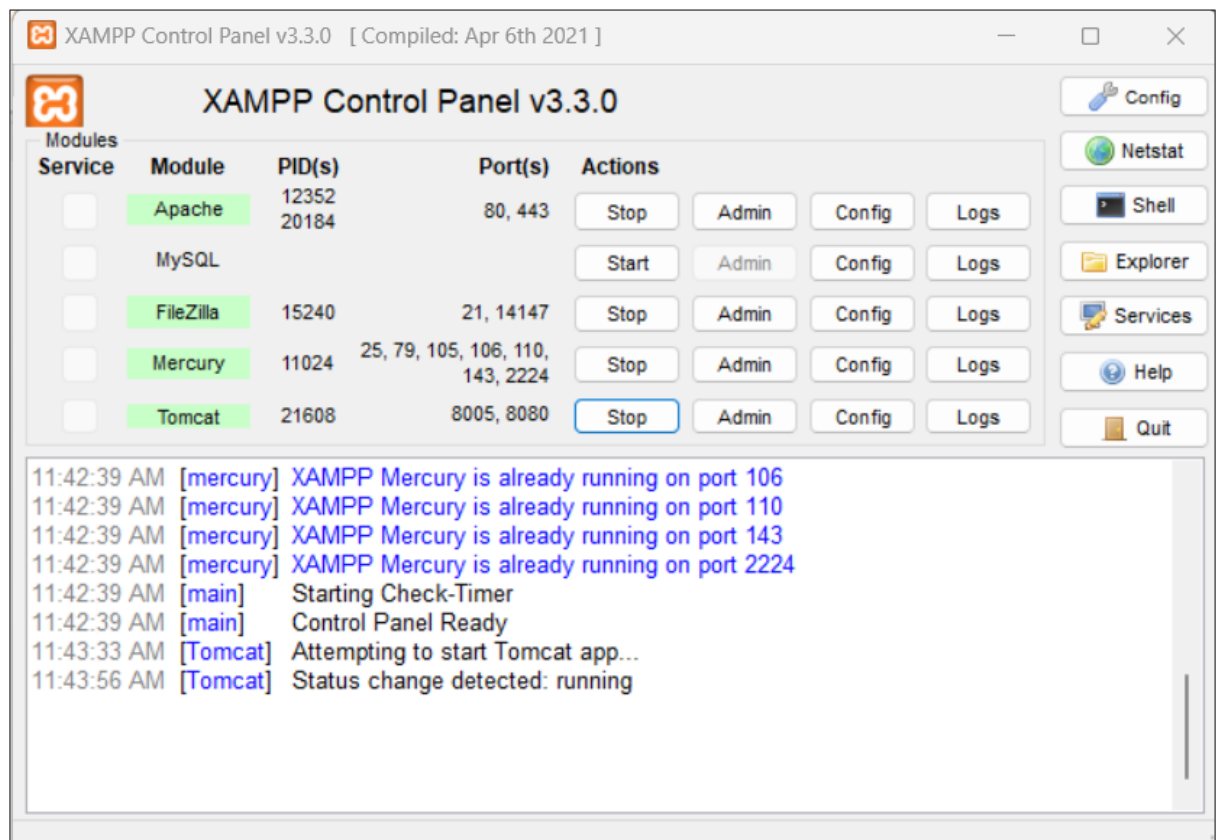 XAMPP Control Panel v3.3.0 [ Compiled: Apr 6th 2021 ]
XAMPP Control Panel v3.3.0
Config
Netstat
Shell
Explorer
Services
Help
Quit
Modules
Service Module PID(s) Port(s) Actions
Apache 12352 20184 80, 443 Stop Admin Config Logs
MySQL Start Admin Config Logs
FileZilla 15240 21, 14147 Stop Admin Config Logs
Mercury 11024 25, 79, 105, 106, 110, 143, 2224 Stop Admin Config Logs
Tomcat 21608 8005, 8080 Stop Admin Config Logs
11:42:39 AM [mercury] XAMPP Mercury is already running on port 106
11:42:39 AM [mercury] XAMPP Mercury is already running on port 110
11:42:39 AM [mercury] XAMPP Mercury is already running on port 143
11:42:39 AM [mercury] XAMPP Mercury is already running on port 2224
11:42:39 AM [main] Starting Check-Timer
11:42:39 AM [main] Control Panel Ready
11:43:33 AM [Tomcat] Attempting to start Tomcat app...
11:43:56 AM [Tomcat] Status change detected: running